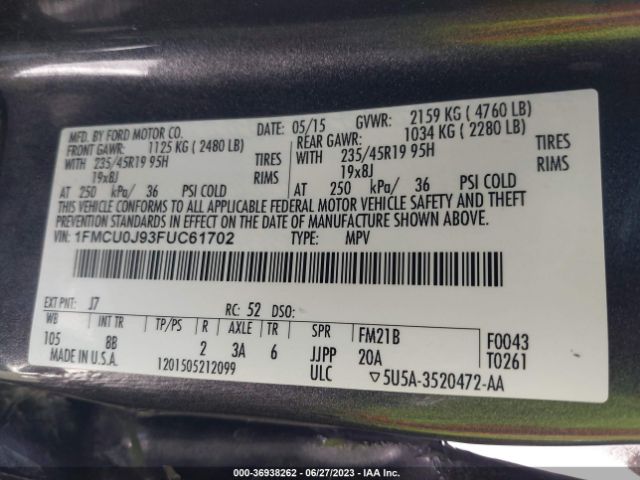 MFD. BY FORD MOTOR CO. DATE: 05/15 GVWR: 2159 KG ( 4760 LB)
FRONT GAWR: 1125 KG ( 2480 LB) REAR GAWR: 1034 KG ( 2280 LB)
WITH 235/45R19 95H TIRES WITH 235/45R19 95H TIRES
19x8J RIMS 19x8J RIMS
AT 250 kPa/ 36 PSI COLD AT 250 kPa/ 36 PSI COLD
THIS VEHICLE CONFORMS TO ALL APPLICABLE FEDERAL MOTOR VEHICLE SAFETY AND THEFT
PREVENTION STANDARDS IN EFFECT ON THE DATE OF MANUFACTURE SHOWN ABOVE.
VIN: 1FMCU0J93FUC61702 TYPE: MPV
EXT PNT: J7 RC: 52 DSO:
WB INT TR TP/PS R AXLE TR SPR FM21B F0043
105 8B 2 3A 6 JJPP 20A T0261
MADE IN U.S.A. 1201505212099 ULC ▽5U5A-3520472-AA
000-36938262 - 06/27/2023 - IAA Inc.